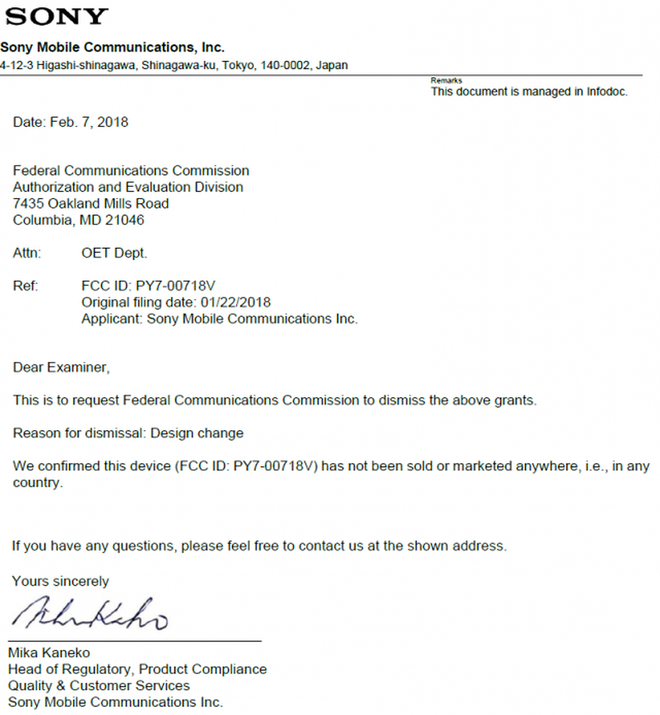 SONY
Sony Mobile Communications, Inc.
4-12-3 Higashi-shinagawa, Shinagawa-ku, Tokyo, 140-0002, Japan
Remarks
This document is managed in Infodoc.
Date: Feb. 7, 2018
Federal Communications Commission
Authorization and Evaluation Division
7435 Oakland Mills Road
Columbia, MD 21046
Attn: OET Dept.
Ref: FCC ID: PY7-00718V
Original filing date: 01/22/2018
Applicant: Sony Mobile Communications Inc.
Dear Examiner,
This is to request Federal Communications Commission to dismiss the above grants.
Reason for dismissal: Design change
We confirmed this device (FCC ID: PY7-00718V) has not been sold or marketed anywhere, i.e., in any
country.
If you have any questions, please feel free to contact us at the shown address.
Yours sincerely
Mika Kaneko
Head of Regulatory, Product Compliance
Quality & Customer Services
Sony Mobile Communications Inc.